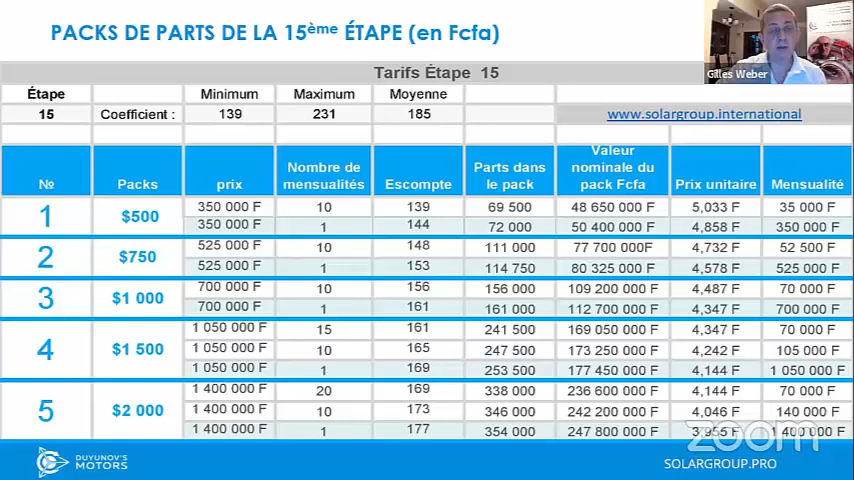 PACKS DE PARTS DE LA 15ème ÉTAPE (en Fcfa)
Gilles Weber
Tarifs Étape 15
Étape Minimum Maximum Moyenne
15 Coefficient : 139 231 185 www.solargroup.international
№ Packs prix Nombre de mensualités Escompte Parts dans le pack Valeur nominale du pack Fcfa Prix unitaire Mensualité
1 $500 350 000 F 10 139 69 500 48 650 000 F 5,033 F 35 000 F
350 000 F 1 144 72 000 50 400 000 F 4,858 F 350 000 F
2 $750 525 000 F 10 148 111 000 77 700 000F 4,732 F 52 500 F
525 000 F 1 153 114 750 80 325 000 F 4,578 F 525 000 F
3 $1 000 700 000 F 10 156 156 000 109 200 000 F 4,487 F 70 000 F
700 000 F 1 161 161 000 112 700 000 F 4,347 F 700 000 F
4 $1 500 1 050 000 F 15 161 241 500 169 050 000 F 4,347 F 70 000 F
1 050 000 F 10 165 247 500 173 250 000 F 4,242 F 105 000 F
1 050 000 F 1 169 253 500 177 450 000 F 4,144 F 1 050 000 F
5 $2 000 1 400 000 F 20 169 338 000 236 600 000 F 4,144 F 70 000 F
1 400 000 F 10 173 346 000 242 200 000 F 4,046 F 140 000 F
1 400 000 F 1 177 354 000 247 800 000 F 3,955 F 1 400 000 F
zoom
DUYUNOV'S
MOTORS
SOLARGROUP.PRO